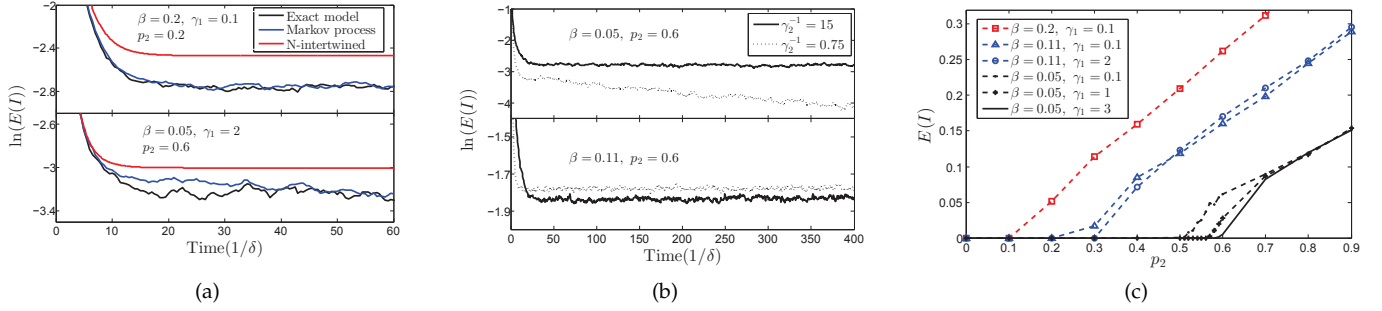 −2
−2.4
−2.8
−2.6
−3
−3.4
ln(E(I))
β = 0.2, γ₁ = 0.1
p₂ = 0.2
Exact model
Markov process
N-intertwined
β = 0.05, γ₁ = 2
p₂ = 0.6
0 10 20 30 40 50 60
Time(1/δ)
(a)
-1
-2
-3
-4
-1.5
-1.7
-1.9
ln(E(I))
β = 0.05, p₂ = 0.6
γ₂⁻¹ = 15
γ₂⁻¹ = 0.75
β = 0.11, p₂ = 0.6
0 50 100 150 200 250 300 350 400
Time(1/δ)
(b)
0.3
0.25
0.2
0.15
0.1
0.05
0
E(I)
β = 0.2, γ₁ = 0.1
β = 0.11, γ₁ = 0.1
β = 0.11, γ₁ = 2
β = 0.05, γ₁ = 0.1
β = 0.05, γ₁ = 1
β = 0.05, γ₁ = 3
0 0.1 0.2 0.3 0.4 0.5 0.6 0.7 0.8 0.9
p₂
(c)